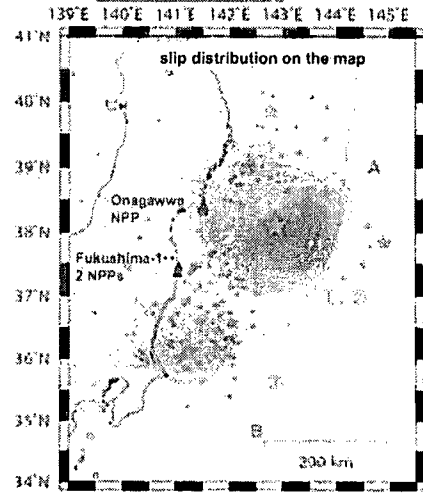 139°E 140°E 141°E 142°E 143°E 144°E 145°E
41°N
slip distribution on the map
40°N
39°N
A
Onagawwa
NPP
38°N
Fukushima-1
2 NPPs
37°N
36°N
35°N
B
200 km
34°N